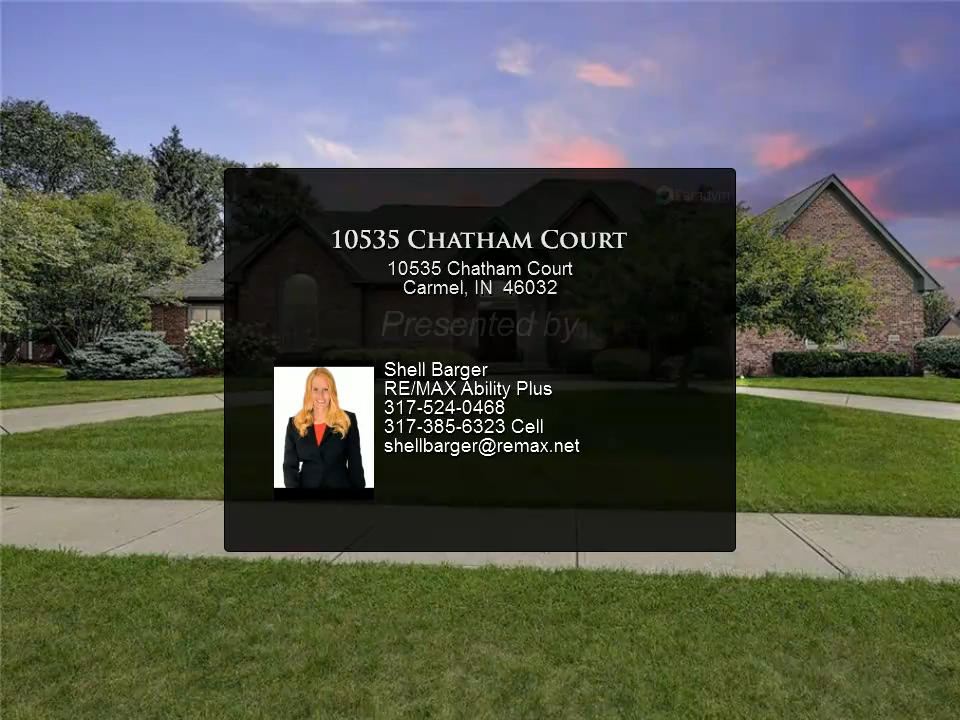 Paradym
10535 Chatham Court
10535 Chatham Court
Carmel, IN 46032
Presented by
Shell Barger
RE/MAX Ability Plus
317-524-0468
317-385-6323 Cell
shellbarger@remax.net